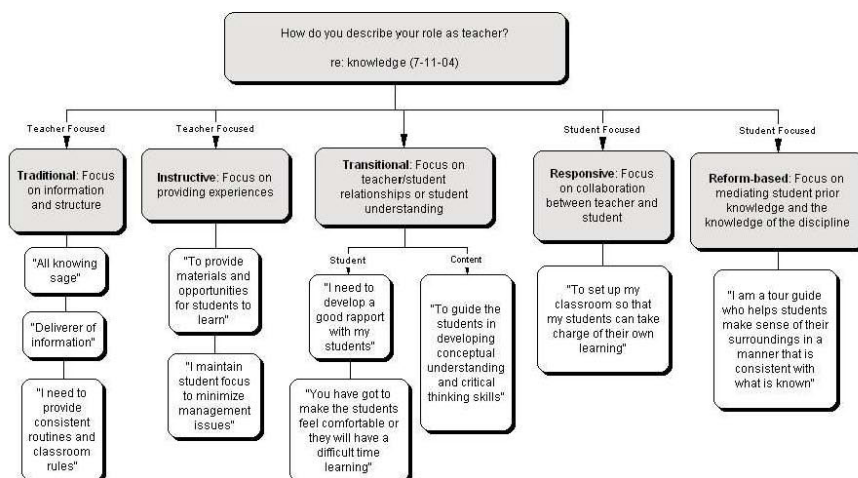 How do you describe your role as teacher?
re: knowledge (7-11-04)
Teacher Focused
Traditional: Focus
on information
and structure
"All knowing
sage"
"Deliverer of
information"
"I need to
provide
consistent
routines and
classroom
rules"
Teacher Focused
Instructive: Focus on
providing experiences
"To provide
materials and
opportunities
for students to
learn"
"I maintain
student focus
to minimize
management
issues"
Transitional: Focus on
teacher/student
relationships or student
understanding
Student
"I need to
develop a
good rapport
with my
students"
"You have got to
make the students
feel comfortable or
they will have a
difficult time
learning"
Content
"To guide the
students in
developing
conceptual
understanding
and critical
thinking skills"
Student Focused
Responsive: Focus
on collaboration
between teacher and
student
"To set up my
classroom so that
my students can take
charge of their own
learning"
Student Focused
Reform-based: Focus on
mediating student prior
knowledge and the
knowledge of the discipline
"I am a tour guide
who helps students
make sense of their
surroundings in a
manner that is
consistent with
what is known"